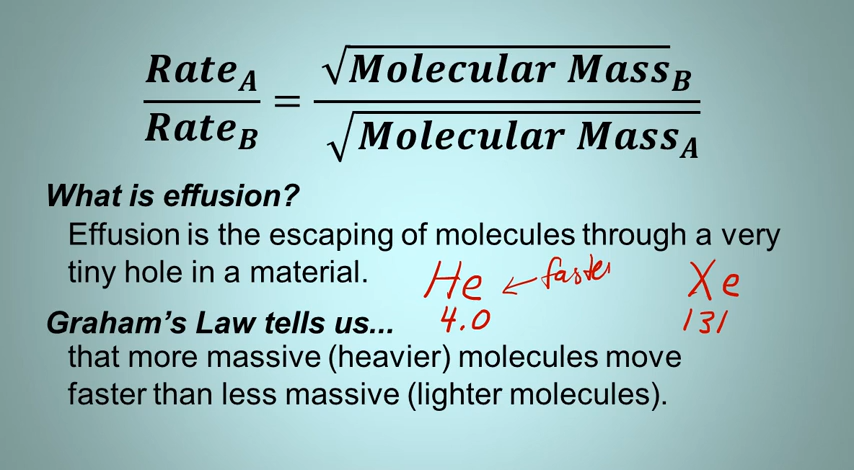 Rate_A / Rate_B = √Molecular Mass_B / √Molecular Mass_A
What is effusion?
Effusion is the escaping of molecules through a very
tiny hole in a material.
He ← faster Xe
4.0 131
Graham's Law tells us...
that more massive (heavier) molecules move
faster than less massive (lighter molecules).